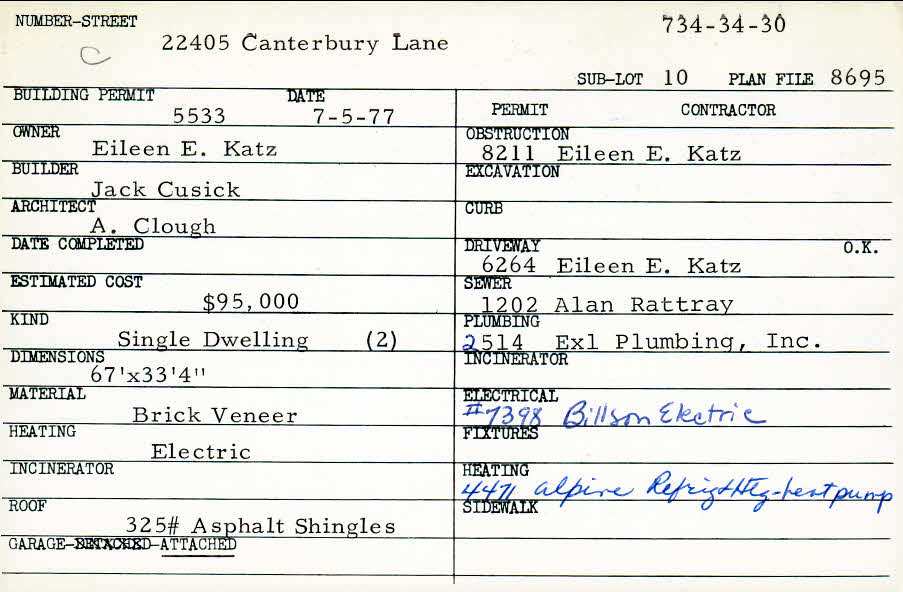 NUMBER-STREET
734-34-30
C
22405 Canterbury Lane
SUB-LOT 10 PLAN FILE 8695
BUILDING PERMIT DATE
5533 7-5-77
OWNER
Eileen E. Katz
BUILDER
Jack Cusick
ARCHITECT
A. Clough
DATE COMPLETED
ESTIMATED COST
$95,000
KIND
Single Dwelling (2)
DIMENSIONS
67'x33'4"
MATERIAL
Brick Veneer
HEATING
Electric
INCINERATOR
ROOF
325# Asphalt Shingles
GARAGE-DETACHED-ATTACHED
PERMIT CONTRACTOR
OBSTRUCTION
8211 Eileen E. Katz
EXCAVATION
CURB
DRIVEWAY O.K.
6264 Eileen E. Katz
SEWER
1202 Alan Rattray
PLUMBING
2514 Exl Plumbing, Inc.
INCINERATOR
ELECTRICAL
#7398 Billson Electric
FIXTURES
HEATING
4471 Alpine Refrig & Htg-heat pump
SIDEWALK